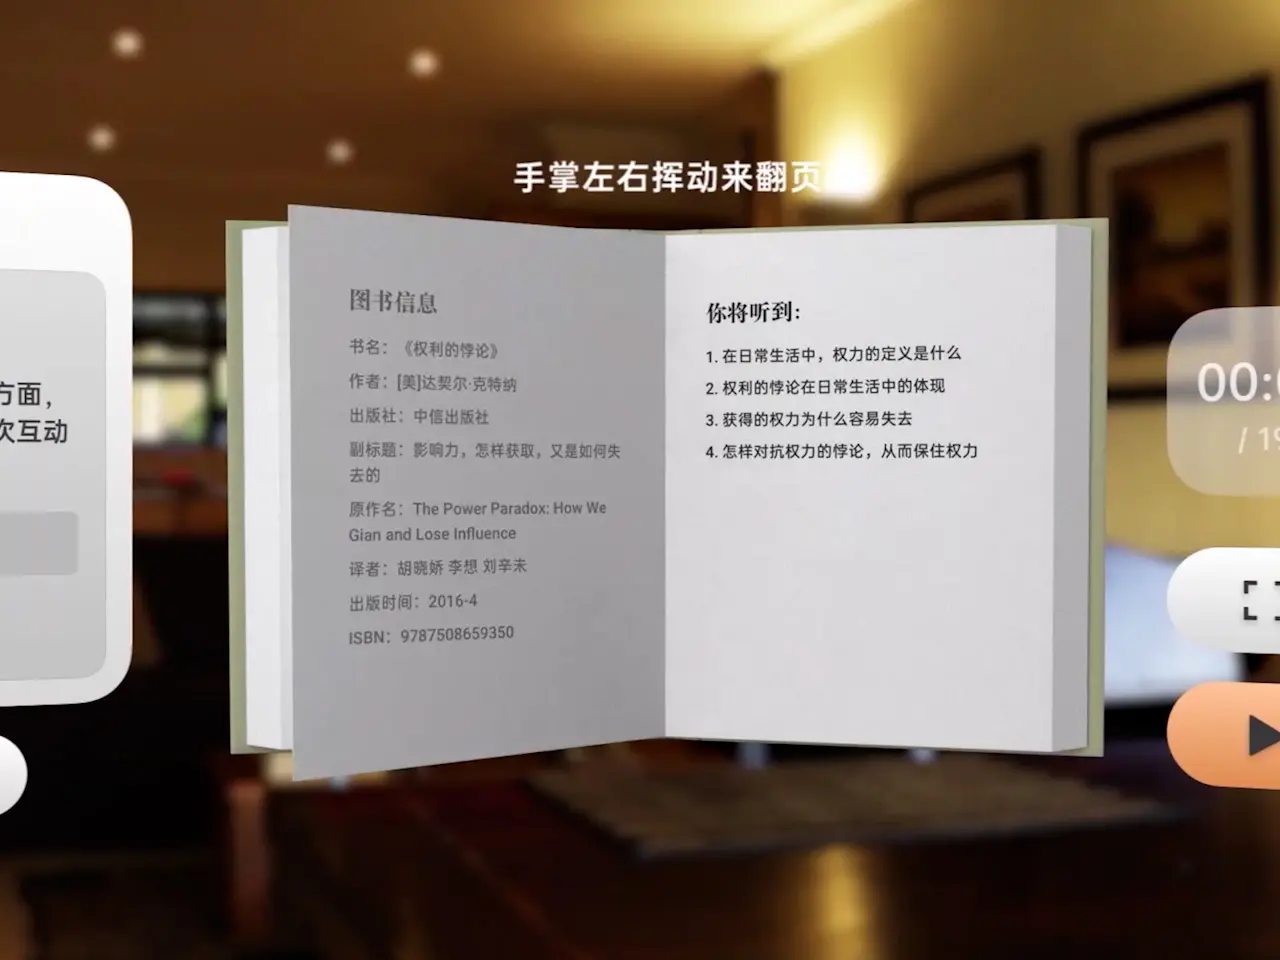 手掌左右挥动来翻页
方面，
次互动
图书信息
书名：《权利的悖论》
作者：[美]达契尔·克特纳
出版社：中信出版社
副标题：影响力，怎样获取，又是如何失
去的
原作名：The Power Paradox: How We
Gian and Lose Influence
译者：胡晓娇 李想 刘辛未
出版时间：2016-4
ISBN：9787508659350
你将听到：
1. 在日常生活中，权力的定义是什么
2. 权利的悖论在日常生活中的体现
3. 获得的权力为什么容易失去
4. 怎样对抗权力的悖论，从而保住权力
00:
/ 19